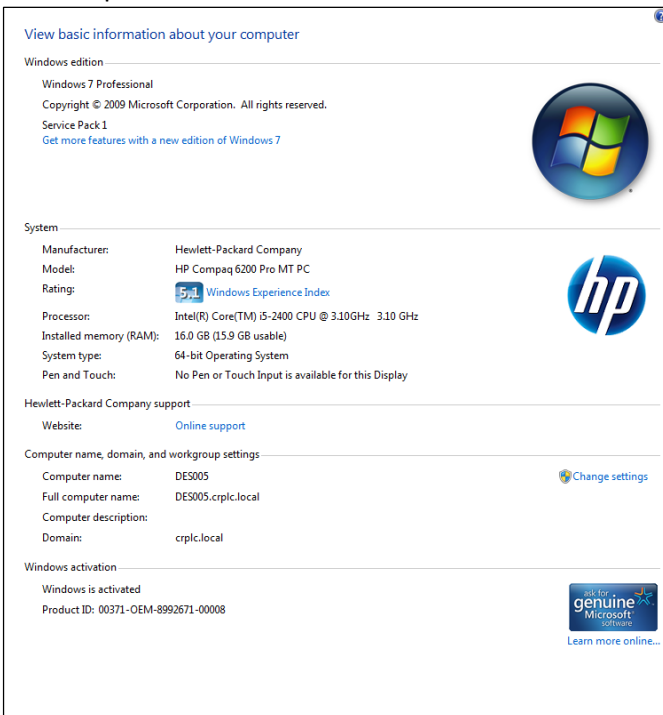 View basic information about your computer
Windows edition
Windows 7 Professional
Copyright © 2009 Microsoft Corporation. All rights reserved.
Service Pack 1
Get more features with a new edition of Windows 7
System
Manufacturer: Hewlett-Packard Company
Model: HP Compaq 6200 Pro MT PC
Rating: 5,1 Windows Experience Index
Processor: Intel(R) Core(TM) i5-2400 CPU @ 3.10GHz 3.10 GHz
Installed memory (RAM): 16.0 GB (15.9 GB usable)
System type: 64-bit Operating System
Pen and Touch: No Pen or Touch Input is available for this Display
hp
Hewlett-Packard Company support
Website: Online support
Computer name, domain, and workgroup settings
Computer name: DES005 Change settings
Full computer name: DES005.crplc.local
Computer description:
Domain: crplc.local
Windows activation
Windows is activated
Product ID: 00371-OEM-8992671-00008
ask for
genuine
Microsoft
software
Learn more online...